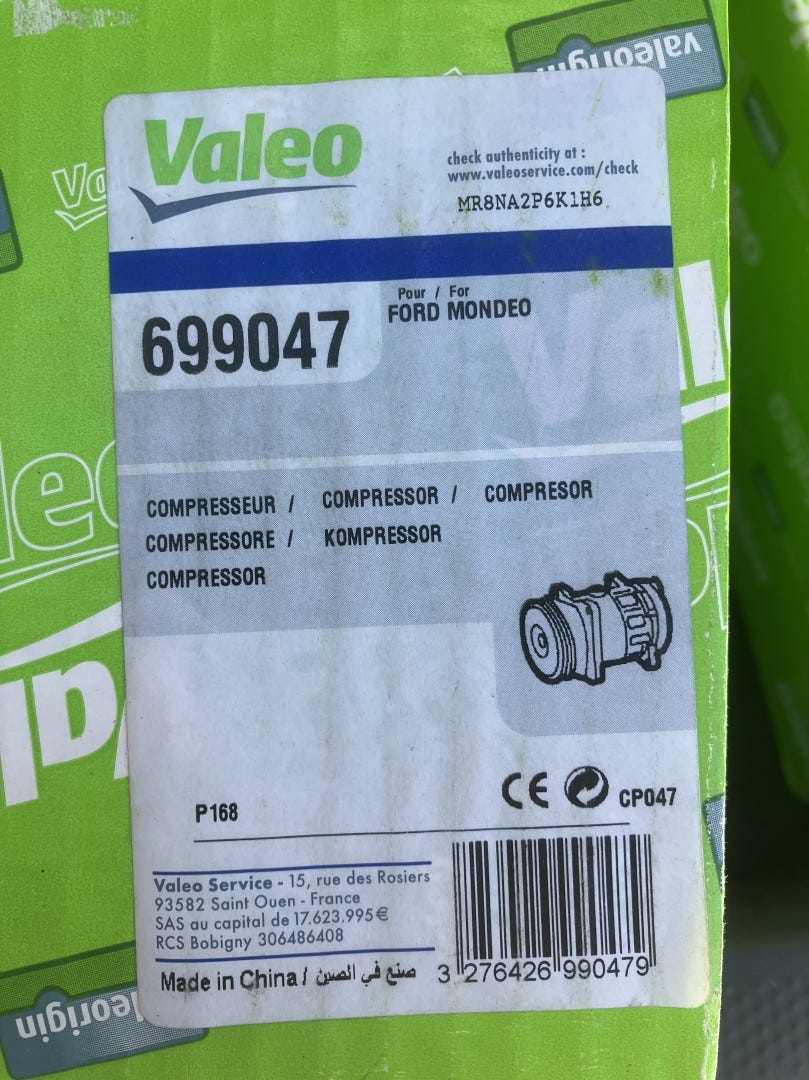 valeorigin
Valeo
check authenticity at :
www.valeoservice.com/check
MR8NA2P6K1H6
Pour / For
FORD MONDEO
699047
COMPRESSEUR / COMPRESSOR / COMPRESOR
COMPRESSORE / KOMPRESSOR
COMPRESSOR
CE
CP047
P168
Valeo Service - 15, rue des Rosiers
93582 Saint Ouen - France
SAS au capital de 17.623.995€
RCS Bobigny 306486408
Made in China / صنع في الصين
3 276426 990479